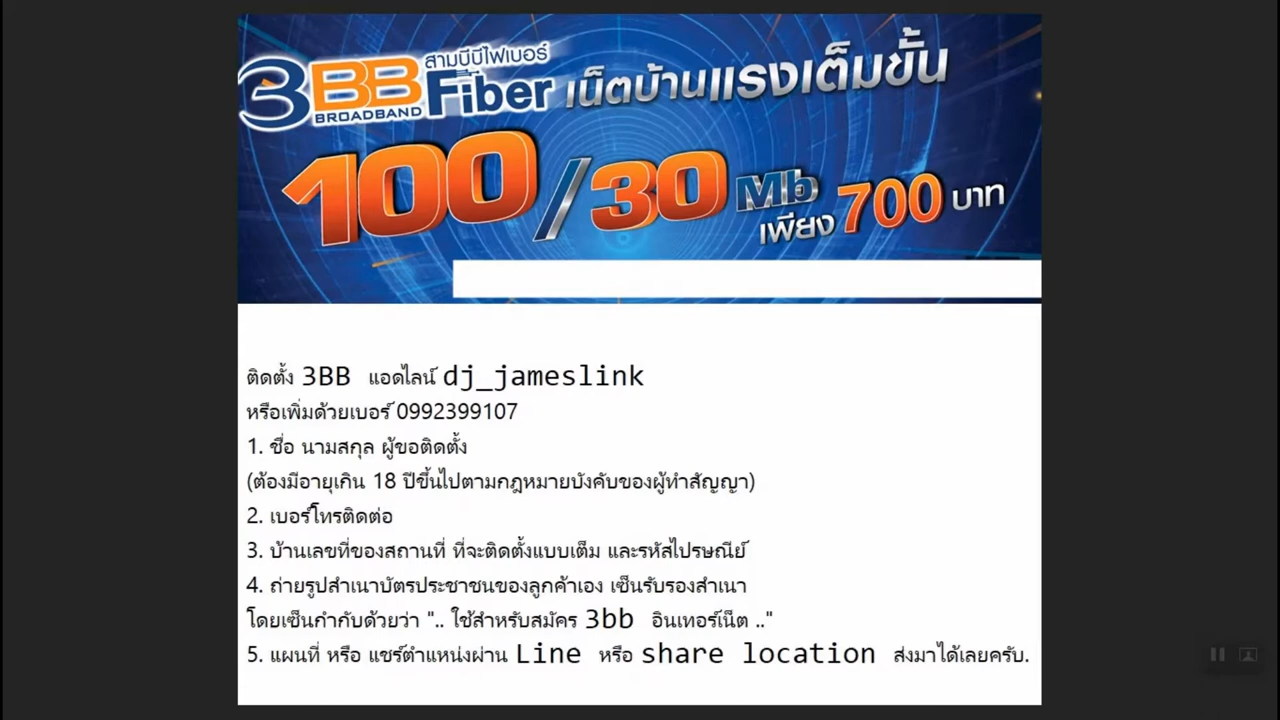 สามบีบีไฟเบอร์
3BB Fiber เน็ตบ้านแรงเต็มขั้น
BROADBAND
100/30 Mb เพียง 700 บาท
ติดตั้ง 3BB แอดไลน์ dj_jameslink
หรือเพิ่มด้วยเบอร์ 0992399107
1. ชื่อ นามสกุล ผู้ขอติดตั้ง
(ต้องมีอายุเกิน 18 ปีขึ้นไปตามกฎหมายบังคับของผู้ทำสัญญา)
2. เบอร์โทรติดต่อ
3. บ้านเลขที่ของสถานที่ ที่จะติดตั้งแบบเต็ม และรหัสไปรษณีย์
4. ถ่ายรูปสำเนาบัตรประชาชนของลูกค้าเอง เซ็นรับรองสำเนา
โดยเซ็นกำกับด้วยว่า ".. ใช้สำหรับสมัคร 3bb อินเทอร์เน็ต .."
5. แผนที่ หรือ แชร์ตำแหน่งผ่าน Line หรือ share location ส่งมาได้เลยครับ.